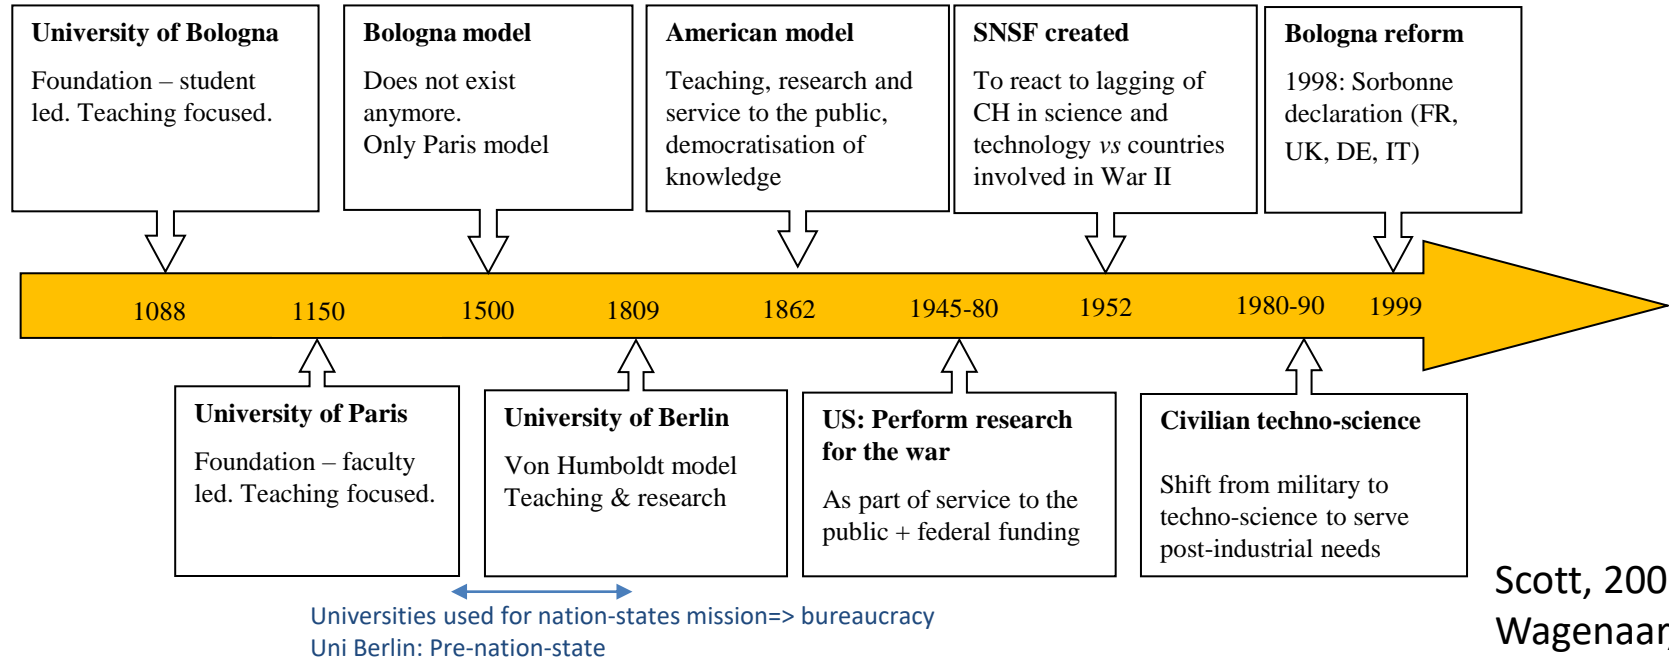 University of Bologna
Foundation – student
led. Teaching focused.
Bologna model
Does not exist
anymore.
Only Paris model
American model
Teaching, research and
service to the public,
democratisation of
knowledge
SNSF created
To react to lagging of
CH in science and
technology vs countries
involved in War II
Bologna reform
1998: Sorbonne
declaration (FR,
UK, DE, IT)
1088 1150 1500 1809 1862 1945-80 1952 1980-90 1999
University of Paris
Foundation – faculty
led. Teaching focused.
University of Berlin
Von Humboldt model
Teaching & research
US: Perform research
for the war
As part of service to the
public + federal funding
Civilian techno-science
Shift from military to
techno-science to serve
post-industrial needs
Universities used for nation-states mission=> bureaucracy
Uni Berlin: Pre-nation-state
Scott, 200
Wagenaar,